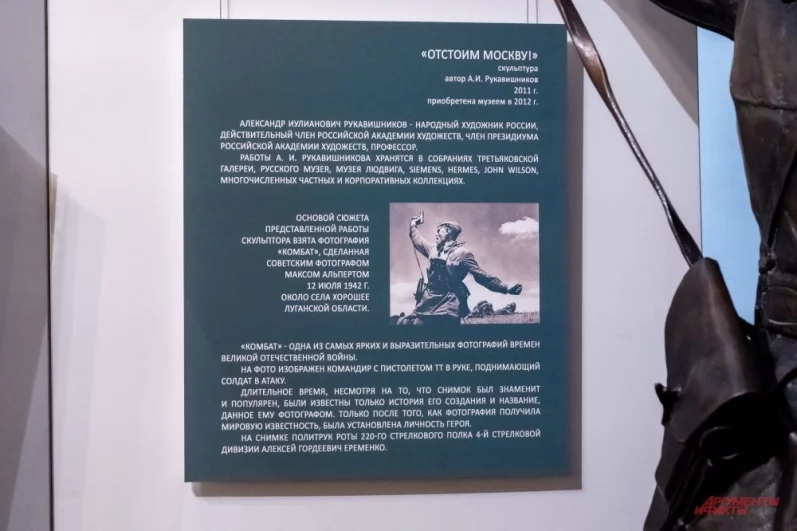 «ОТСТОИМ МОСКВУ!»
скульптура
автор А.И. Рукавишников
2011 г.
приобретена музеем в 2012 г.
АЛЕКСАНДР ИУЛИАНОВИЧ РУКАВИШНИКОВ - НАРОДНЫЙ ХУДОЖНИК РОССИИ,
ДЕЙСТВИТЕЛЬНЫЙ ЧЛЕН РОССИЙСКОЙ АКАДЕМИИ ХУДОЖЕСТВ, ЧЛЕН ПРЕЗИДИУМА
РОССИЙСКОЙ АКАДЕМИИ ХУДОЖЕСТВ, ПРОФЕССОР.
РАБОТЫ А. И. РУКАВИШНИКОВА ХРАНЯТСЯ В СОБРАНИЯХ ТРЕТЬЯКОВСКОЙ
ГАЛЕРЕИ, РУССКОГО МУЗЕЯ, МУЗЕЯ ЛЮДВИГА, SIEMENS, HERMES, JOHN WILSON,
МНОГОЧИСЛЕННЫХ ЧАСТНЫХ И КОРПОРАТИВНЫХ КОЛЛЕКЦИЯХ.
ОСНОВОЙ СЮЖЕТА
ПРЕДСТАВЛЕННОЙ РАБОТЫ
СКУЛЬПТОРА ВЗЯТА ФОТОГРАФИЯ
«КОМБАТ», СДЕЛАННАЯ
СОВЕТСКИМ ФОТОГРАФОМ
МАКСОМ АЛЬПЕРТОМ
12 ИЮЛЯ 1942 Г.
ОКОЛО СЕЛА ХОРОШЕЕ
ЛУГАНСКОЙ ОБЛАСТИ.
«КОМБАТ» - ОДНА ИЗ САМЫХ ЯРКИХ И ВЫРАЗИТЕЛЬНЫХ ФОТОГРАФИЙ ВРЕМЕН
ВЕЛИКОЙ ОТЕЧЕСТВЕННОЙ ВОЙНЫ.
НА ФОТО ИЗОБРАЖЕН КОМАНДИР С ПИСТОЛЕТОМ ТТ В РУКЕ, ПОДНИМАЮЩИЙ
СОЛДАТ В АТАКУ.
ДЛИТЕЛЬНОЕ ВРЕМЯ, НЕСМОТРЯ НА ТО, ЧТО СНИМОК БЫЛ ЗНАМЕНИТ
И ПОПУЛЯРЕН, БЫЛИ ИЗВЕСТНЫ ТОЛЬКО ИСТОРИЯ ЕГО СОЗДАНИЯ И НАЗВАНИЕ,
ДАННОЕ ЕМУ ФОТОГРАФОМ. ТОЛЬКО ПОСЛЕ ТОГО, КАК ФОТОГРАФИЯ ПОЛУЧИЛА
МИРОВУЮ ИЗВЕСТНОСТЬ, БЫЛА УСТАНОВЛЕНА ЛИЧНОСТЬ ГЕРОЯ.
НА СНИМКЕ ПОЛИТРУК РОТЫ 220-ГО СТРЕЛКОВОГО ПОЛКА 4-Й СТРЕЛКОВОЙ
ДИВИЗИИ АЛЕКСЕЙ ГОРДЕЕВИЧ ЕРЕМЕНКО.
АРГУМЕНТЫ
И ФАКТЫ